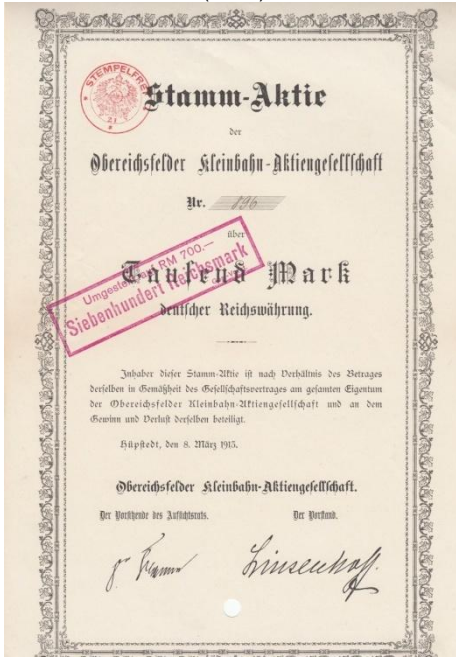 STEMPELFREI
21
Stamm-Aktie
der
Obereichsfelder Kleinbahn-Aktiengesellschaft
Nr. 896
über
Tausend Mark
Umgestellt auf RM 700.—
Siebenhundert Reichsmark
deutscher Reichswährung.
Inhaber dieser Stamm-Aktie ist nach Verhältnis des Betrages
derselben in Gemäßheit des Gesellschaftsvertrages am gesamten Eigentum
der Obereichsfelder Kleinbahn-Aktiengesellschaft und an dem
Gewinn und Verlust derselben beteiligt.
Hüpstedt, den 8. März 1915.
Obereichsfelder Kleinbahn-Aktiengesellschaft.
Der Vorsitzende des Aufsichtsrats. Der Vorstand.
Linsenhoff.